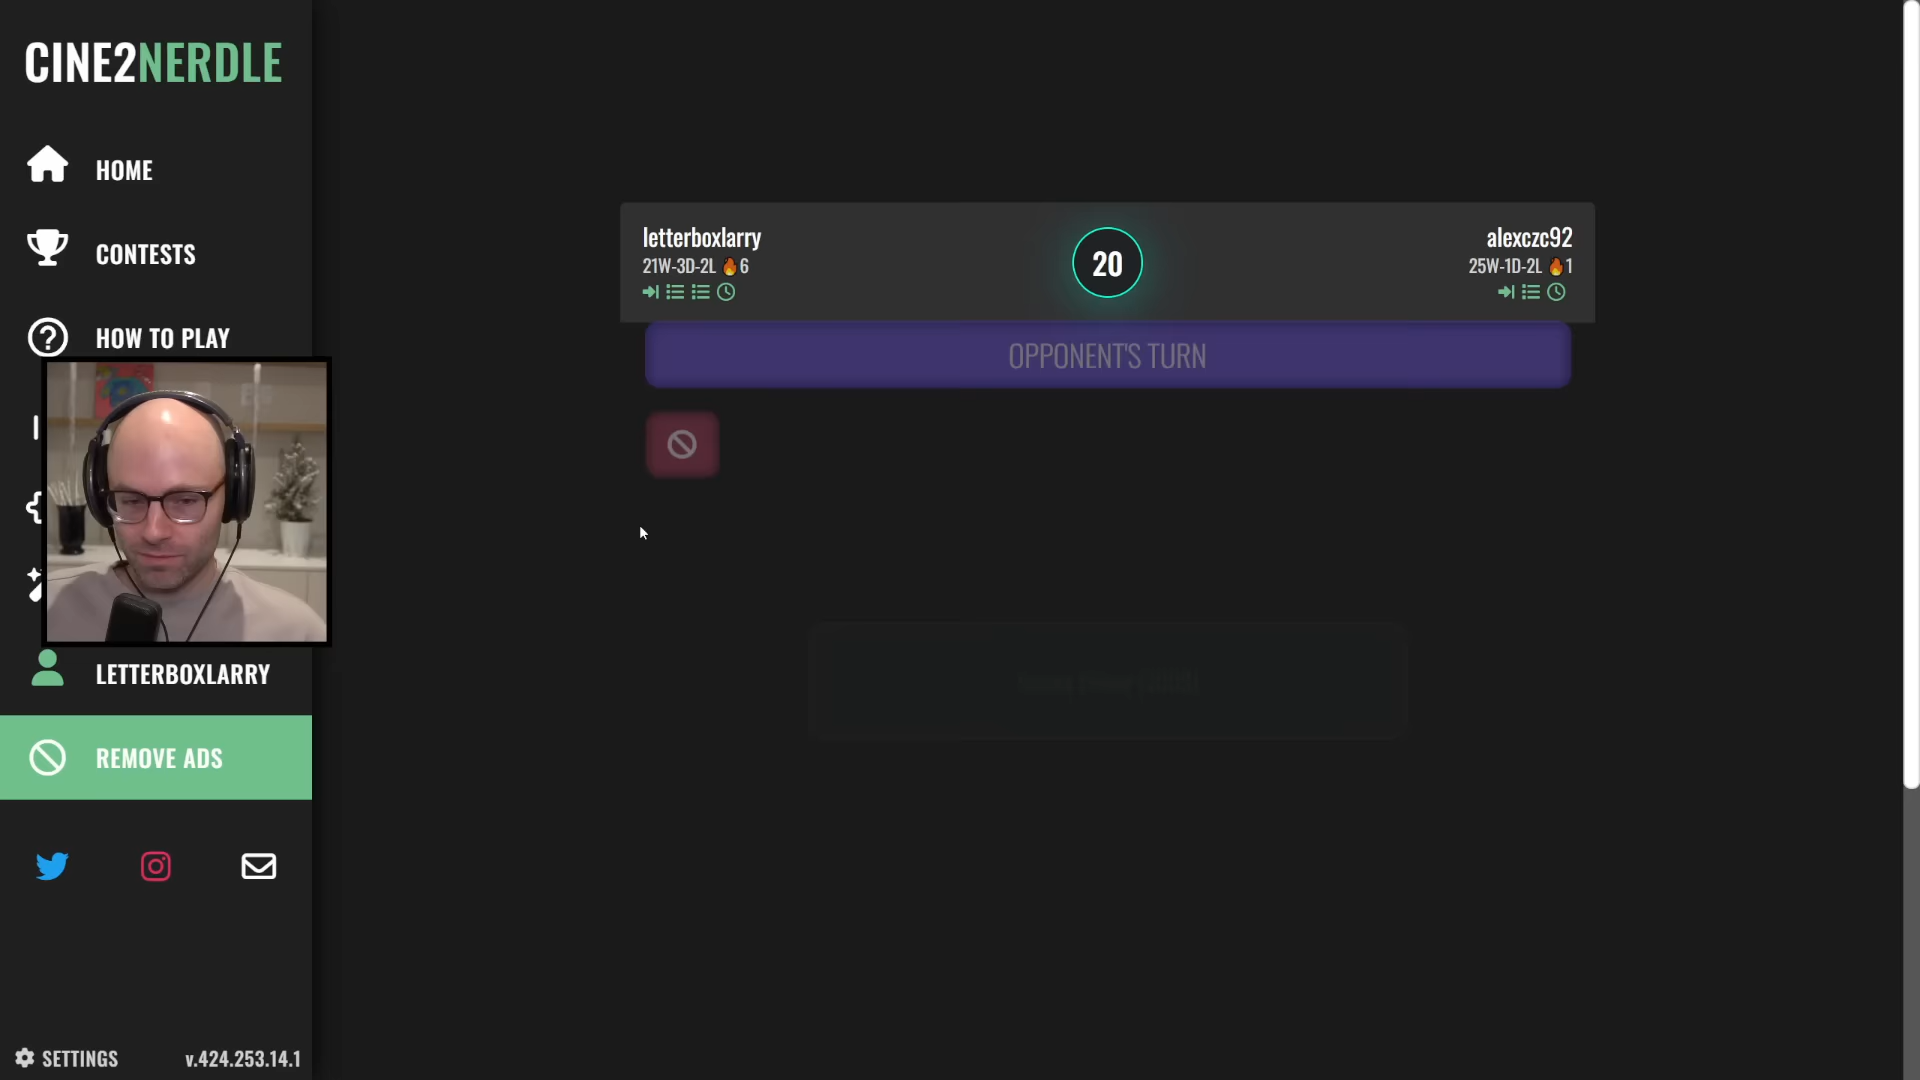 CINE2NERDLE
HOME
CONTESTS
HOW TO PLAY
LETTERBOXLARRY
REMOVE ADS
SETTINGS
v.424.253.14.1
letterboxlarry
21W-3D-2L 🔥6
20
alexczc92
25W-1D-2L 🔥1
OPPONENT'S TURN